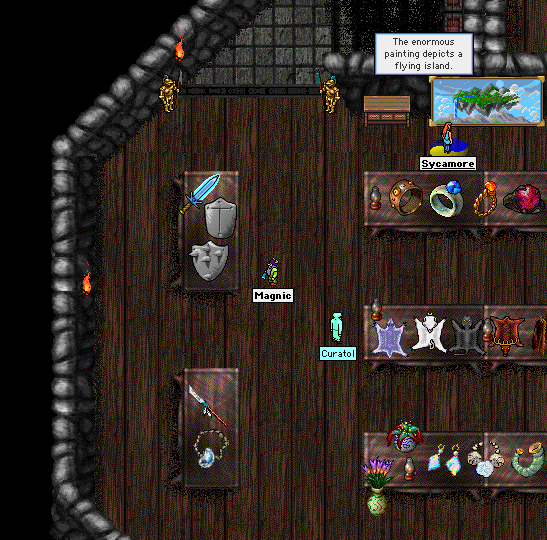 The enormous
painting depicts a
flying island.
Sycamore
Magnic
Curatol